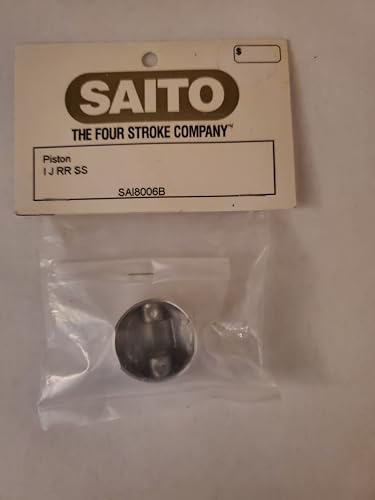 $
SAITO
THE FOUR STROKE COMPANY™
Piston
I J RR SS
SAI8006B